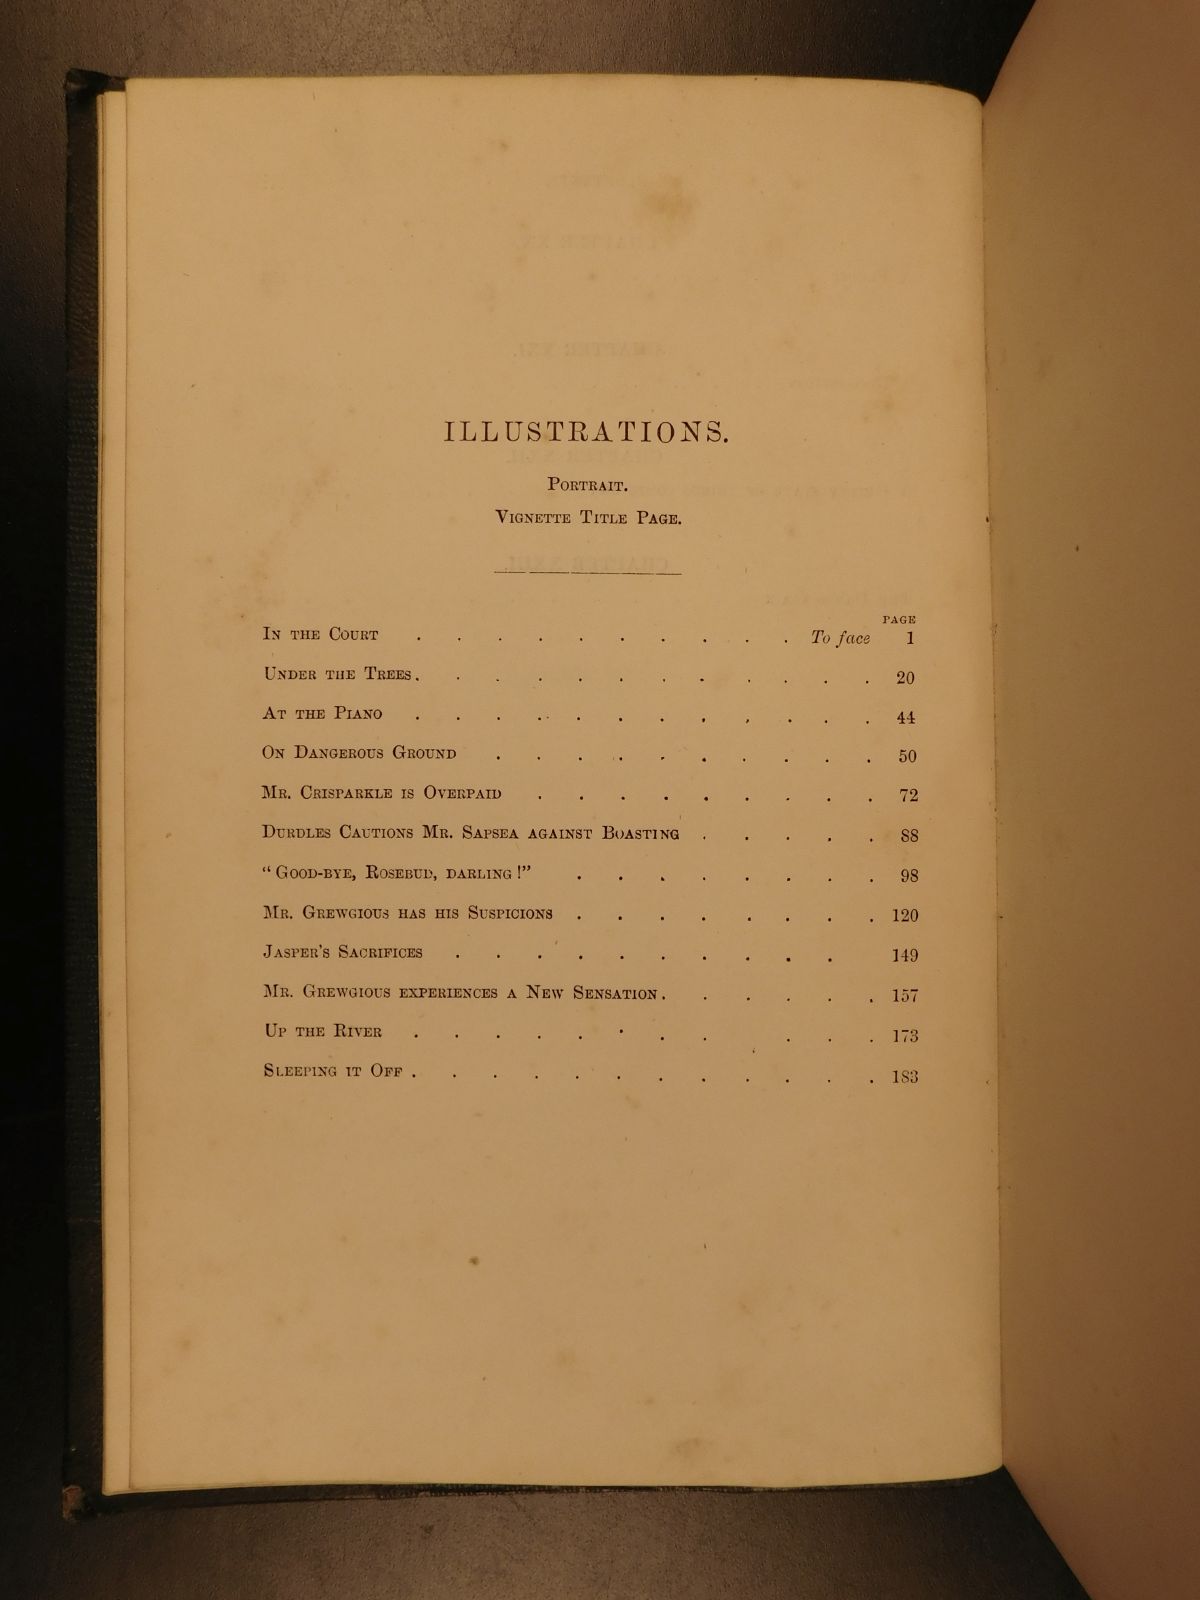 ILLUSTRATIONS.
PORTRAIT.
VIGNETTE TITLE PAGE.
PAGE
IN THE COURT . . . . . . . . . . To face 1
UNDER THE TREES . . . . . . . . . . . . 20
AT THE PIANO . . . . . . . . . . . . 44
ON DANGEROUS GROUND . . . . . . . . . . 50
MR. CRISPARKLE IS OVERPAID . . . . . . . . . 72
DURDLES CAUTIONS MR. SAPSEA AGAINST BOASTING . . . . . 88
"GOOD-BYE, ROSEBUD, DARLING!" . . . . . . . . 98
MR. GREWGIOUS HAS HIS SUSPICIONS . . . . . . . . 120
JASPER'S SACRIFICES . . . . . . . . . . 149
MR. GREWGIOUS EXPERIENCES A NEW SENSATION . . . . . . 157
UP THE RIVER . . . . . . . . . . . 173
SLEEPING IT OFF . . . . . . . . . . . . 183